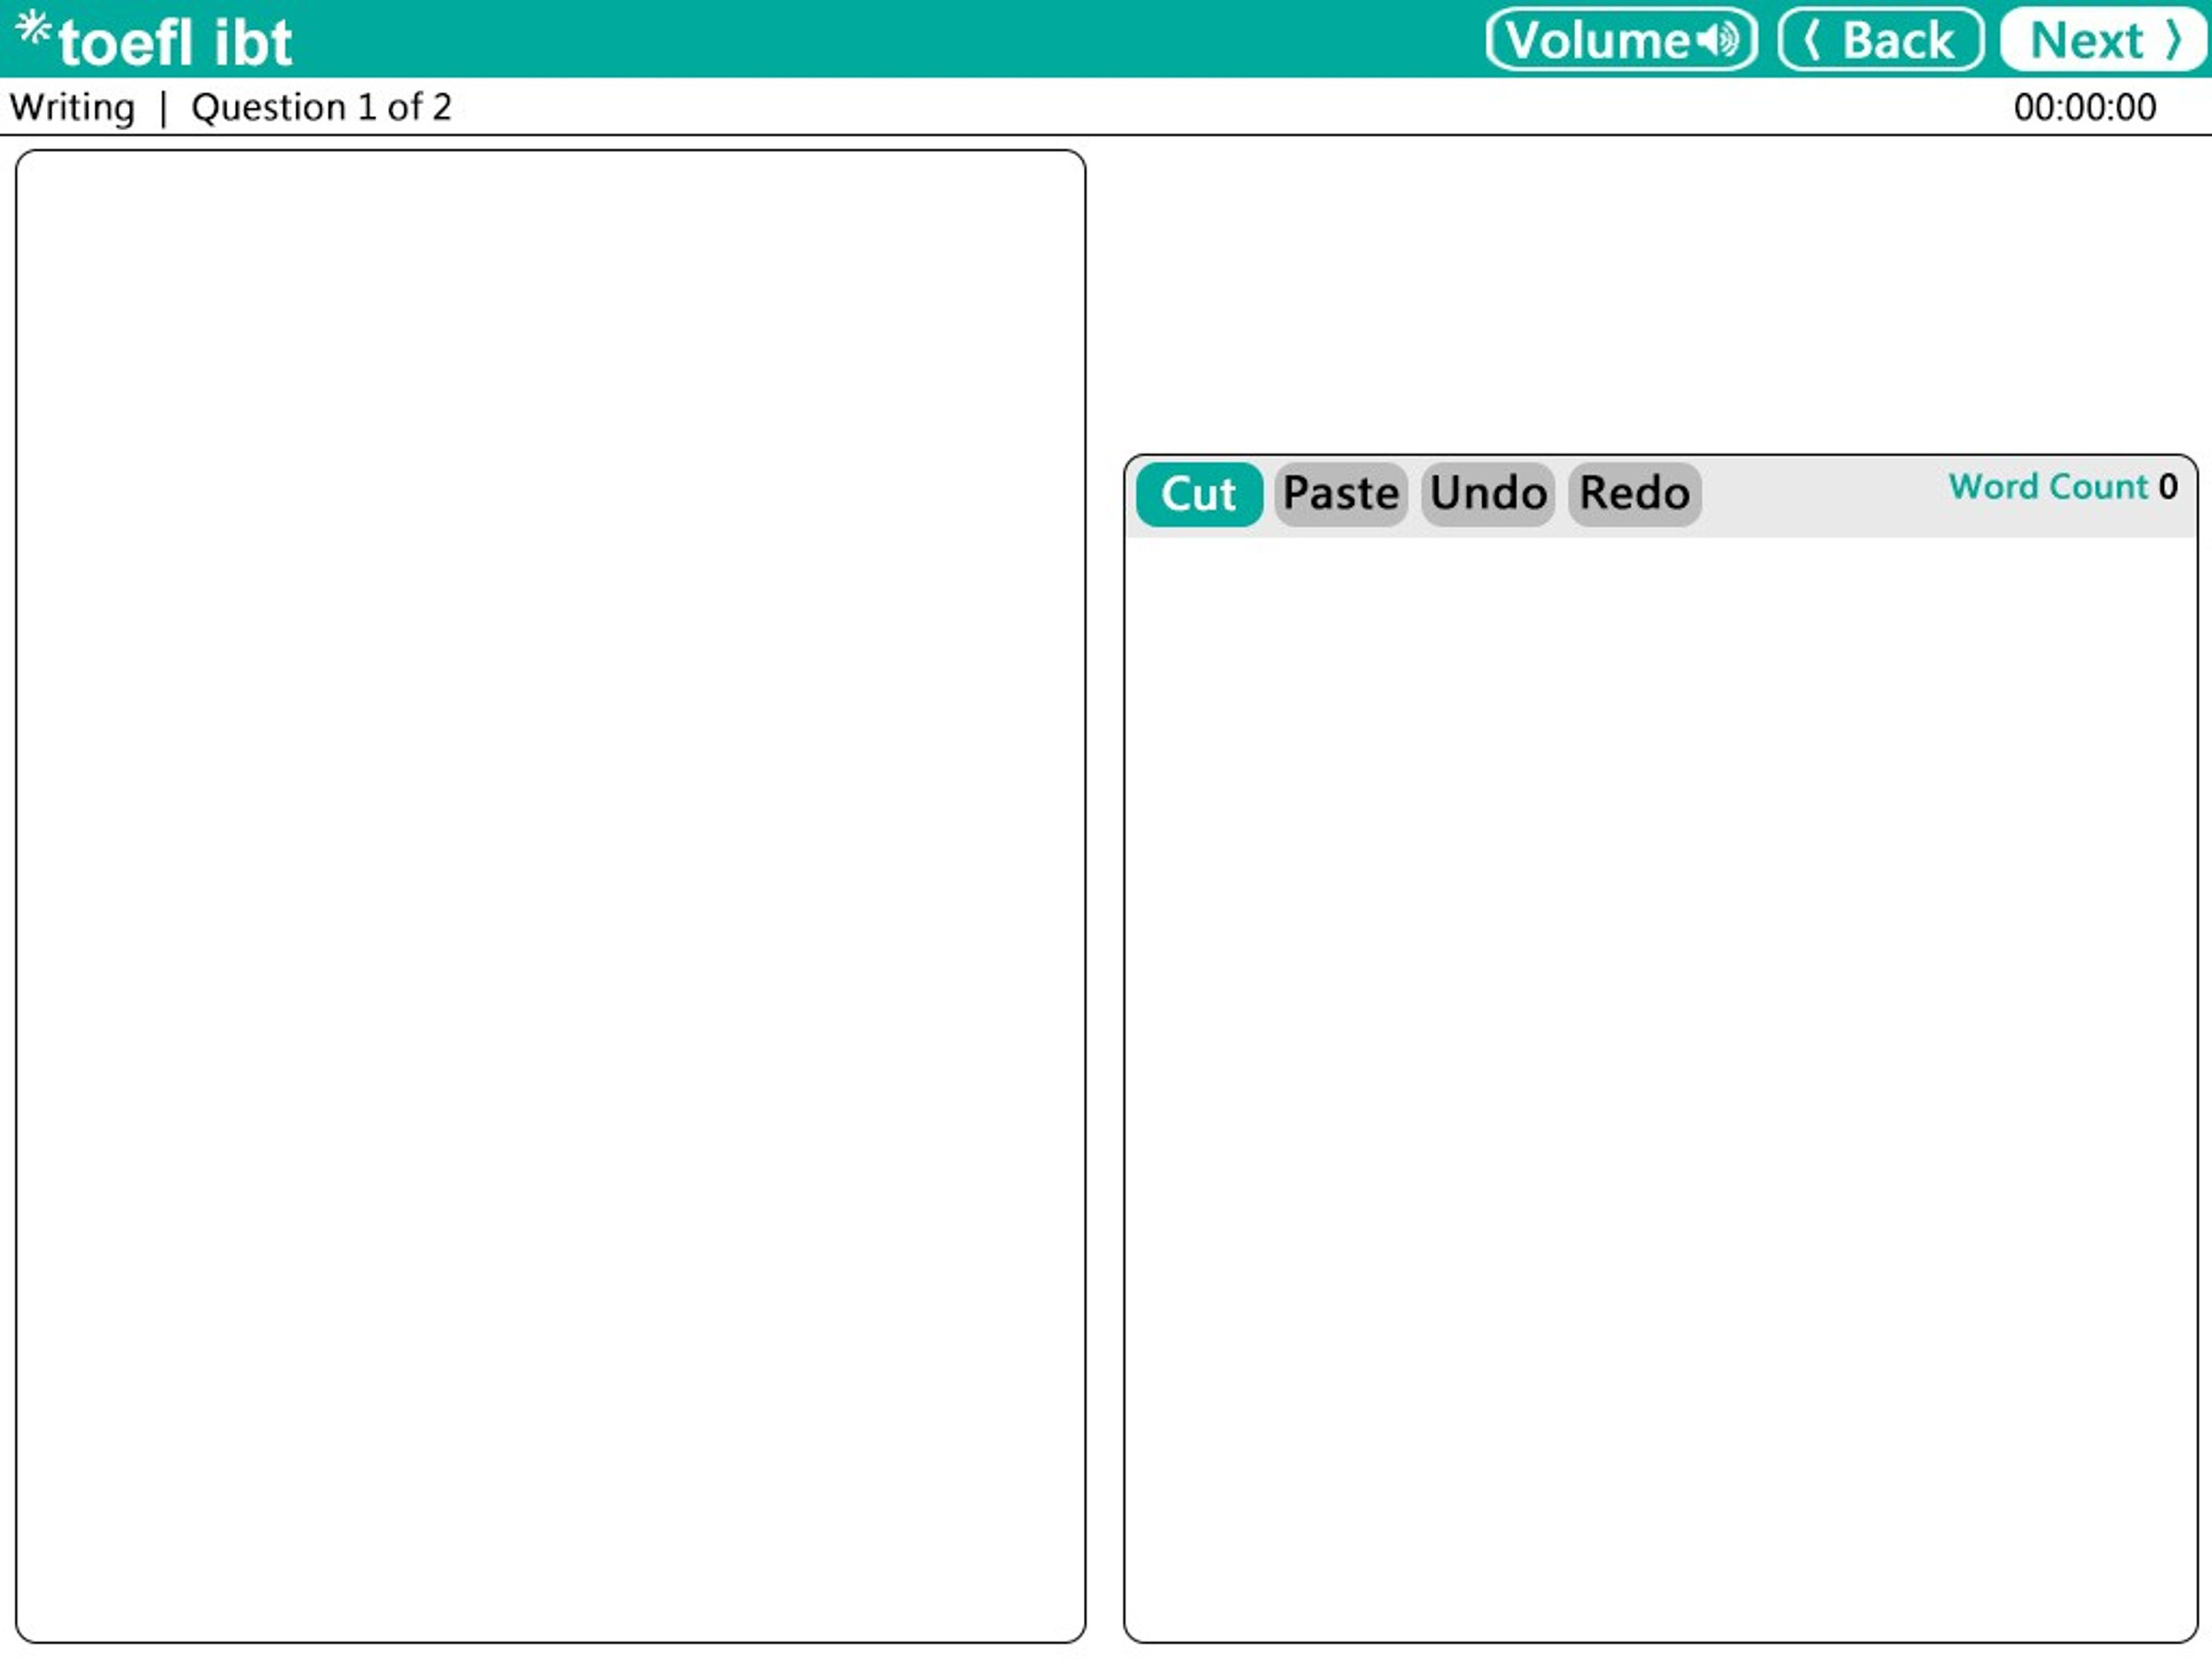 *toefl ibt
Volume
Back
Next
Writing | Question 1 of 2
00:00:00
Cut
Paste
Undo
Redo
Word Count 0